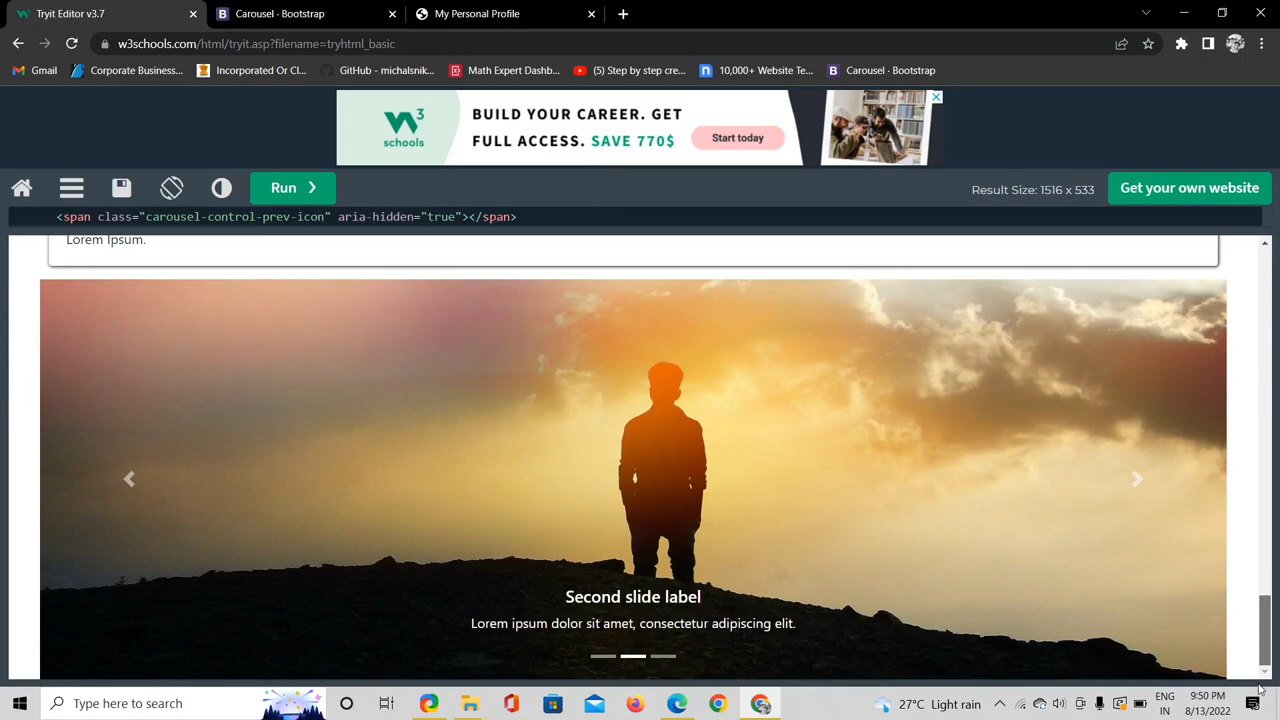 Tryit Editor v3.7
Carousel · Bootstrap
My Personal Profile
w3schools.com/html/tryit.asp?filename=tryhtml_basic
Gmail
Corporate Business...
Incorporated Or Cl...
GitHub - michalsnik...
Math Expert Dashb...
(5) Step by step cre...
10,000+ Website Te...
Carousel · Bootstrap
w3
schools
BUILD YOUR CAREER. GET
FULL ACCESS. SAVE 770$
Start today
Run ❯
Result Size: 1516 x 533
Get your own website
<span class="carousel-control-prev-icon" aria-hidden="true"></span>
Lorem Ipsum.
Second slide label
Lorem ipsum dolor sit amet, consectetur adipiscing elit.
Type here to search
27°C Light rain
ENG
IN
9:50 PM
8/13/2022